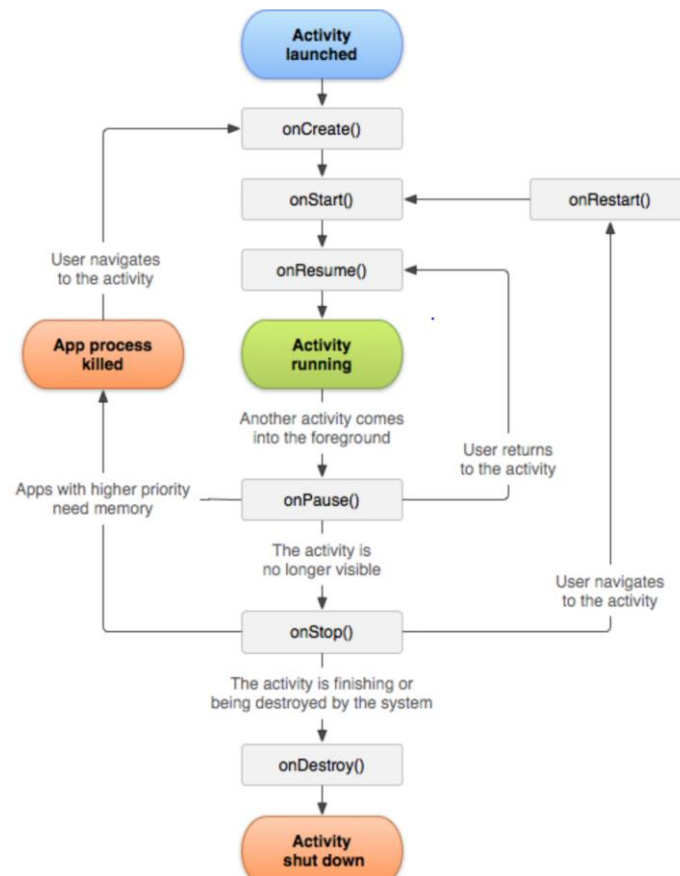 Activity
launched
onCreate()
onStart()
onRestart()
User navigates
to the activity
onResume()
App process
killed
Activity
running
Another activity comes
into the foreground
User returns
to the activity
Apps with higher priority
need memory
onPause()
The activity is
no longer visible
User navigates
to the activity
onStop()
The activity is finishing or
being destroyed by the system
onDestroy()
Activity
shut down